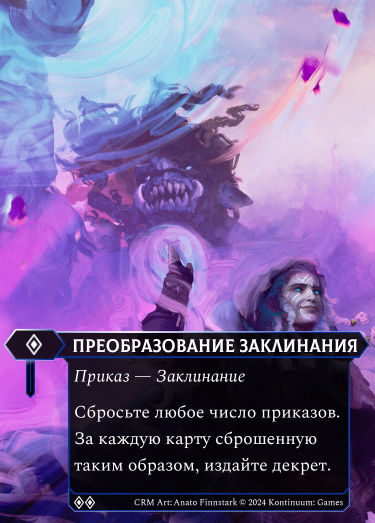 ПРЕОБРАЗОВАНИЕ ЗАКЛИНАНИЯ
Приказ — Заклинание
Сбросьте любое число приказов.
За каждую карту сброшенную
таким образом, издайте декрет.
CRM Art: Anato Finnstark © 2024 Kontinuum: Games